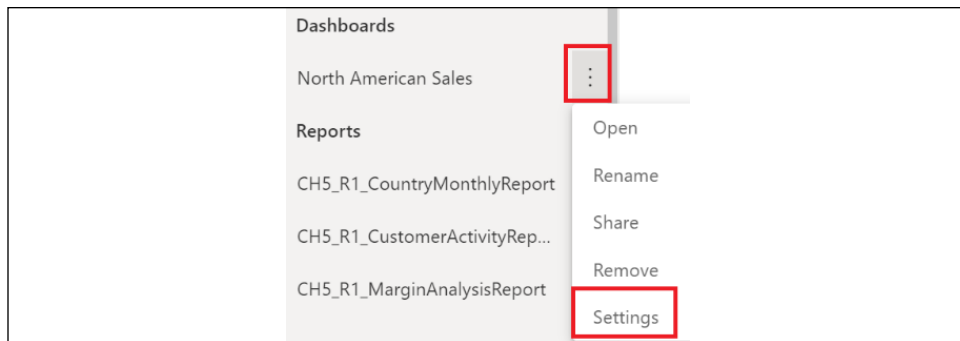 Dashboards
North American Sales
Reports
Open
CH5_R1_CountryMonthlyReport
Rename
CH5_R1_CustomerActivityRep...
Share
CH5_R1_MarginAnalysisReport
Remove
Settings